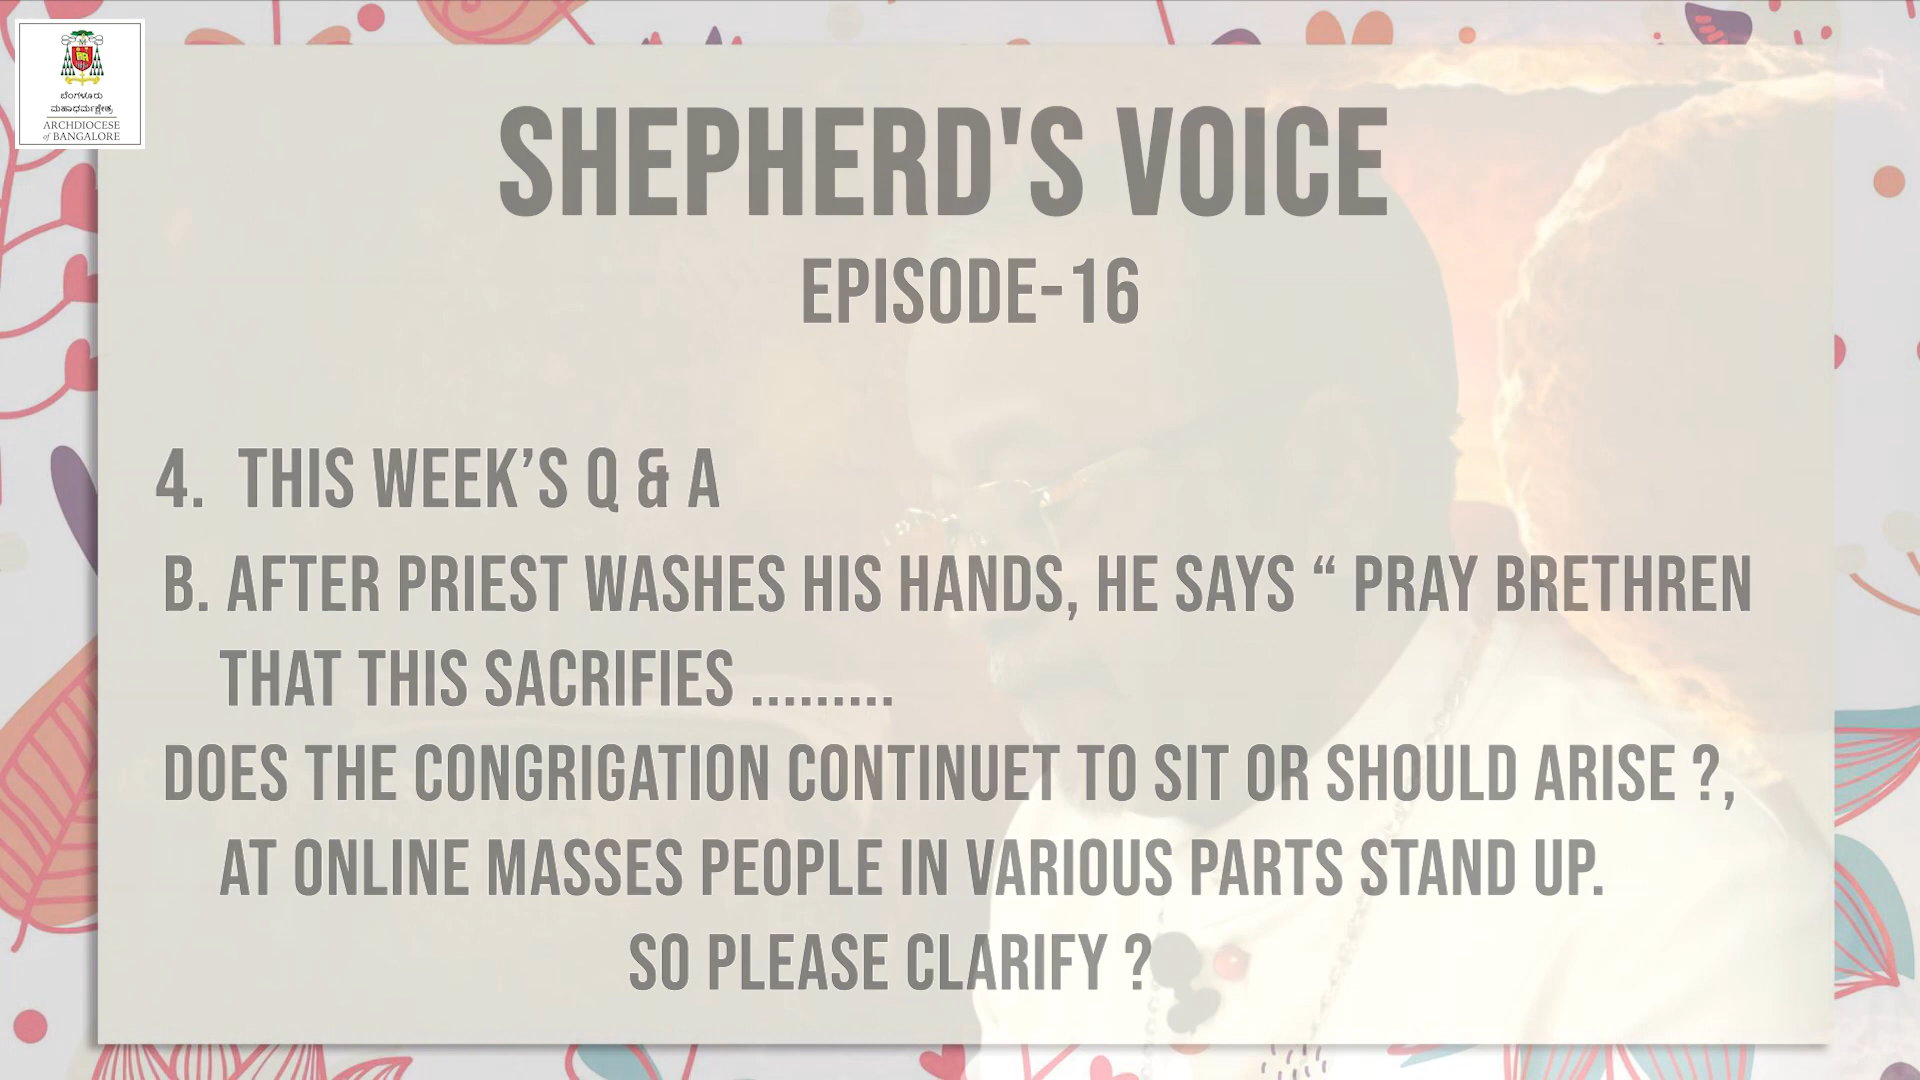 ಬೆಂಗಳೂರು
ಮಹಾಧರ್ಮಕ್ಷೇತ್ರ
ARCHDIOCESE
of BANGALORE
SHEPHERD'S VOICE
EPISODE-16
4. THIS WEEK’S Q & A
B. AFTER PRIEST WASHES HIS HANDS, HE SAYS “ PRAY BRETHREN
THAT THIS SACRIFIES .........
DOES THE CONGRIGATION CONTINUET TO SIT OR SHOULD ARISE ?,
AT ONLINE MASSES PEOPLE IN VARIOUS PARTS STAND UP.
SO PLEASE CLARIFY ?